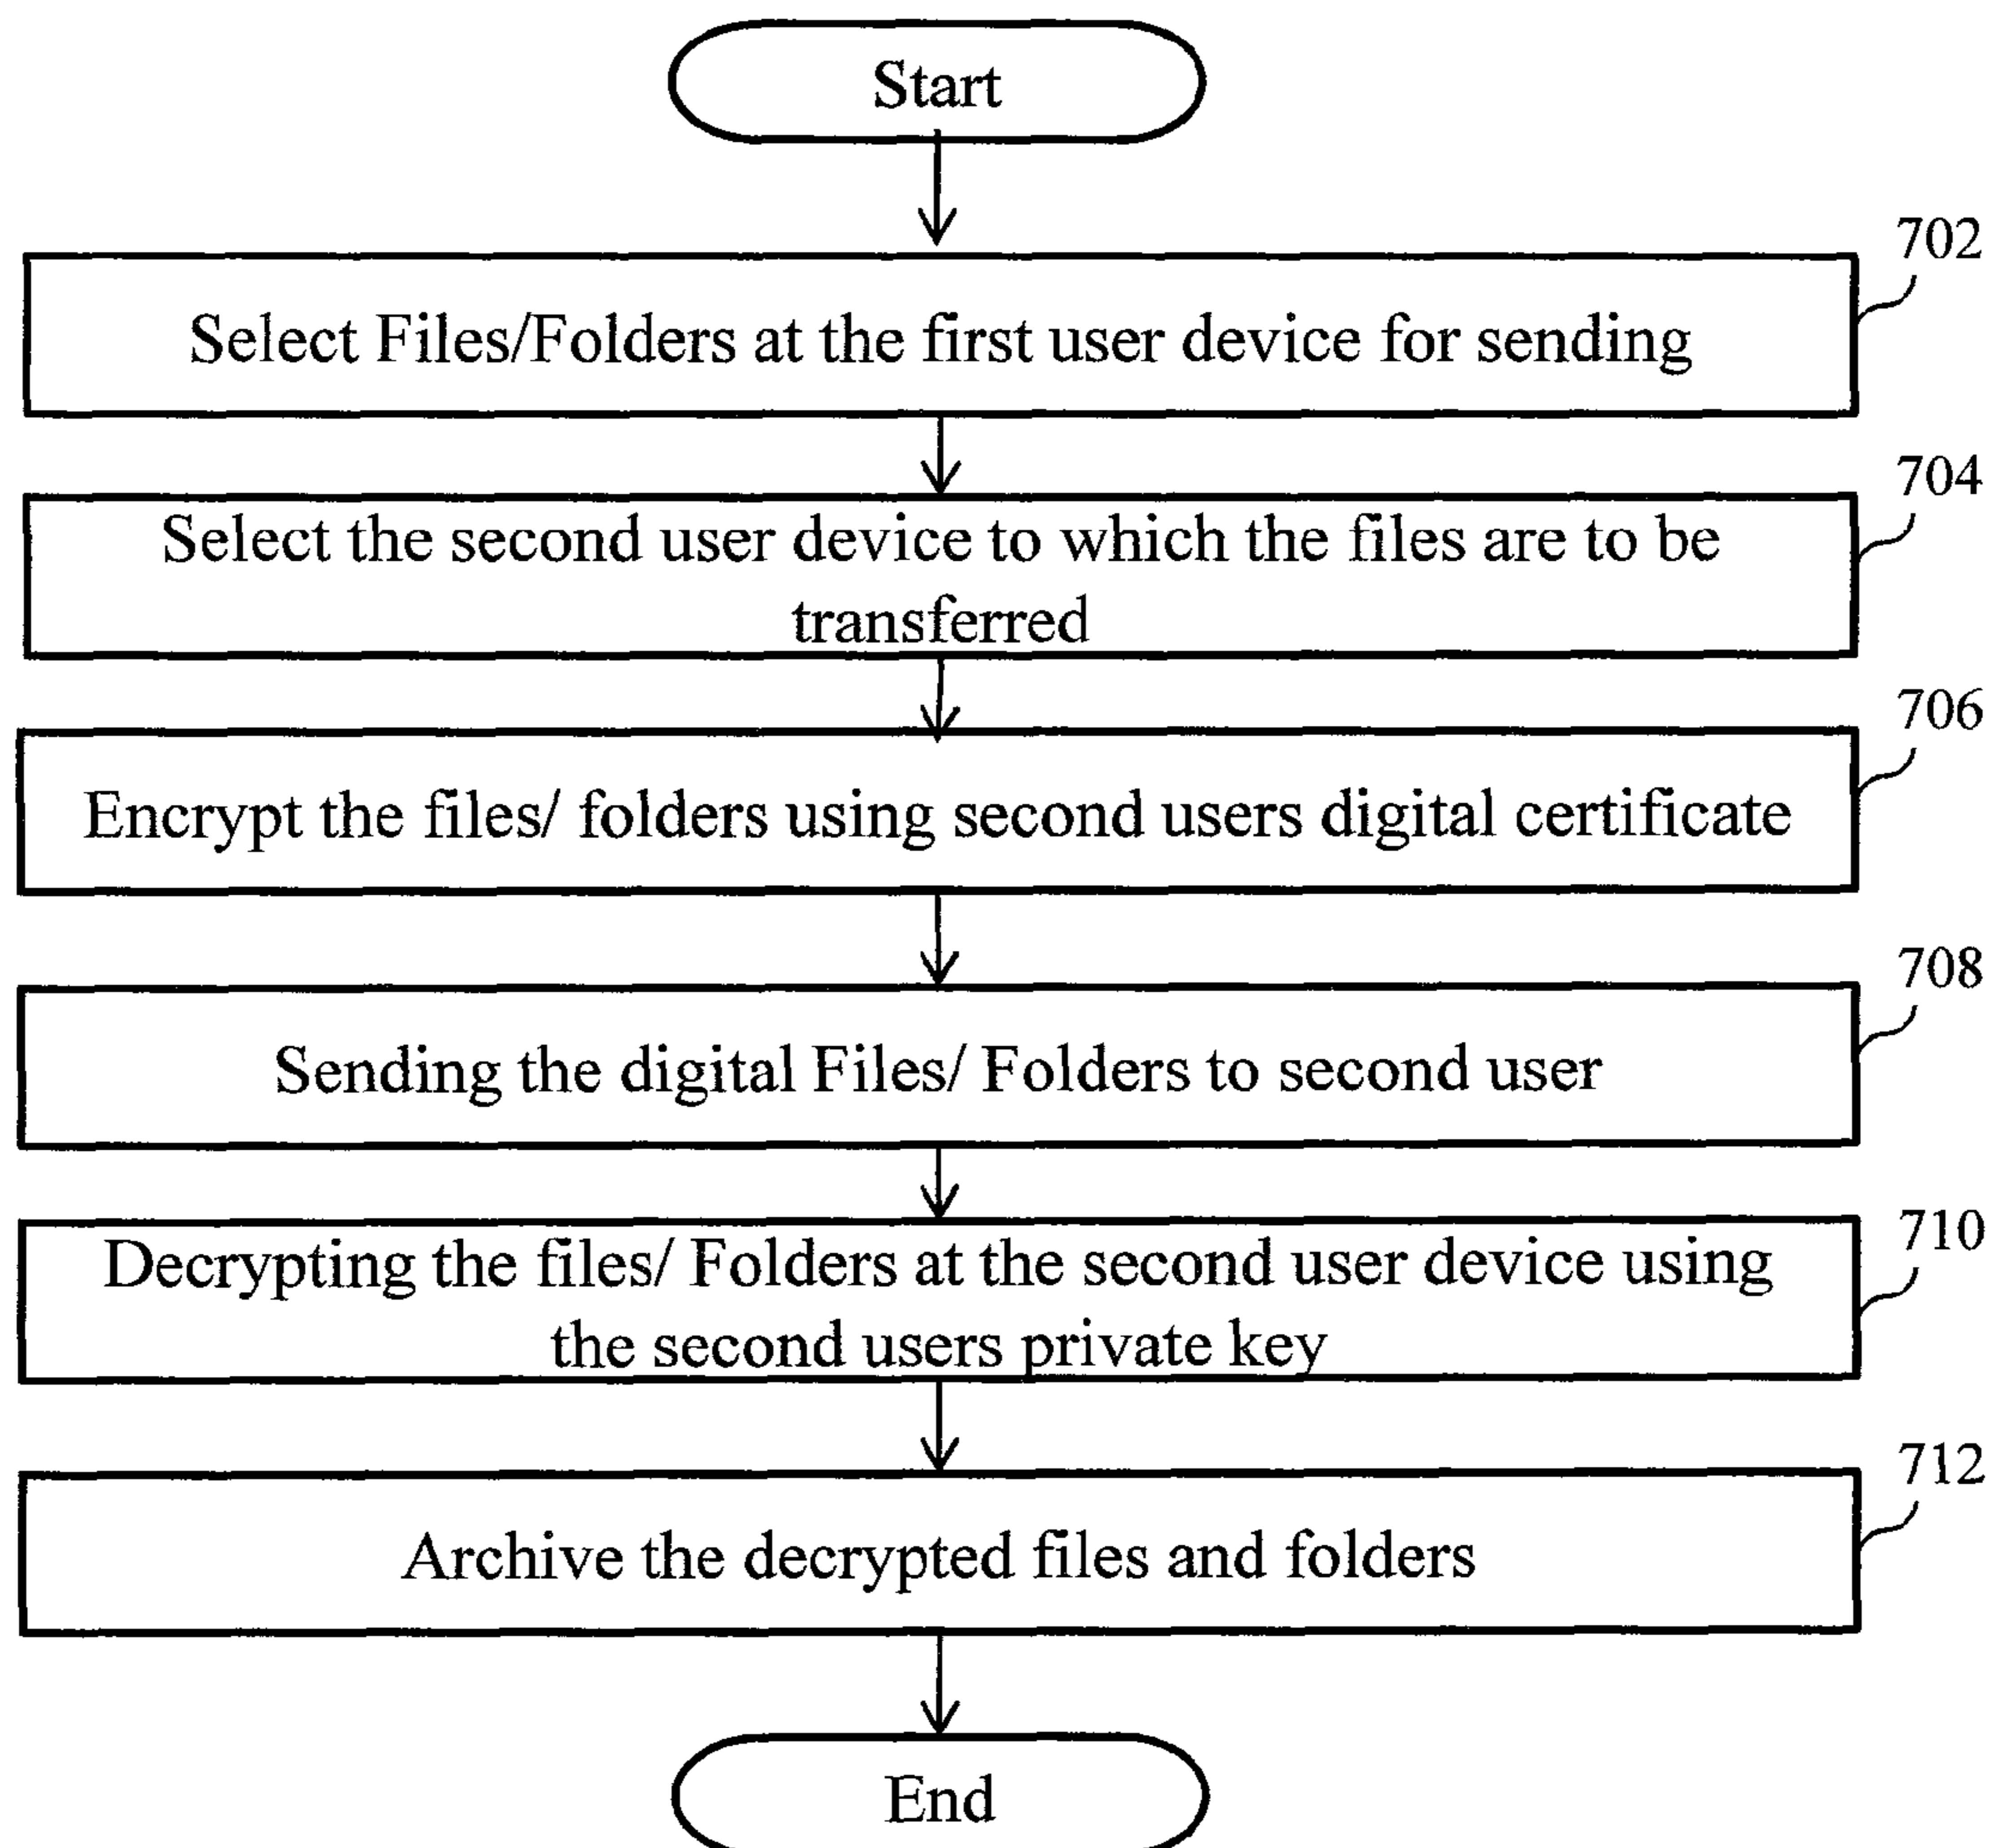 Start
702
Select Files/Folders at the first user device for sending
704
Select the second user device to which the files are to be
transferred
706
Encrypt the files/ folders using second users digital certificate
708
Sending the digital Files/ Folders to second user
710
Decrypting the files/ Folders at the second user device using
the second users private key
712
Archive the decrypted files and folders
End